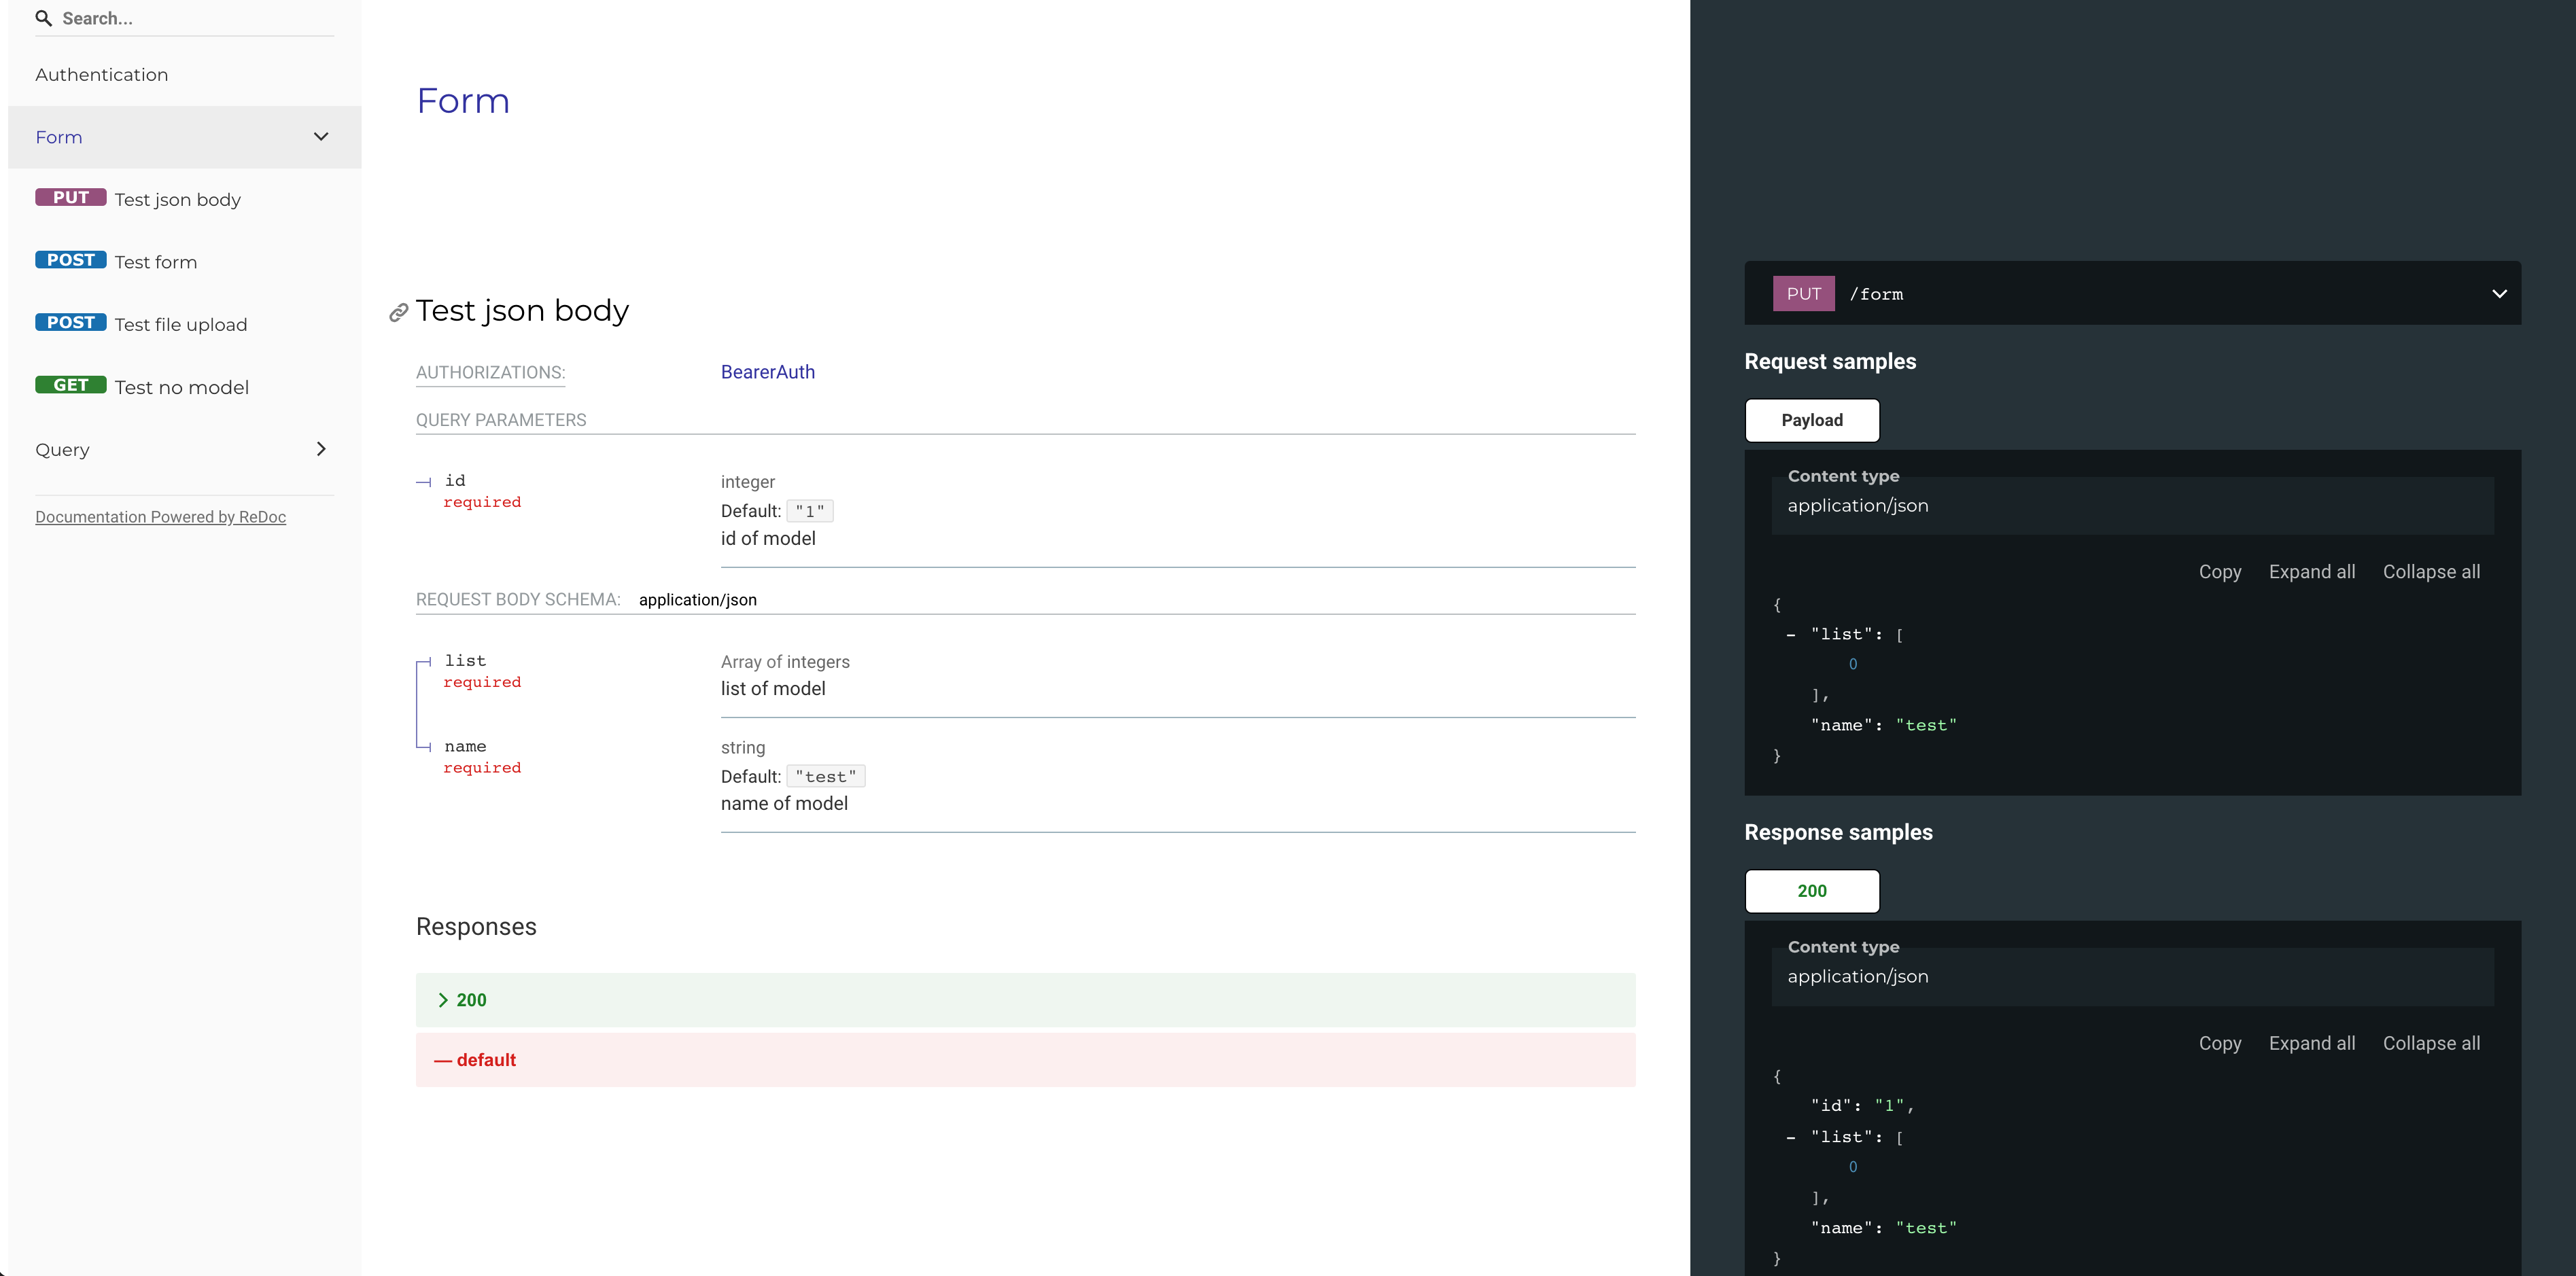 Search...
Authentication
Form
PUT Test json body
POST Test form
POST Test file upload
GET Test no model
Query
Documentation Powered by ReDoc
Form
Test json body
AUTHORIZATIONS: BearerAuth
QUERY PARAMETERS
id
required
integer
Default: "1"
id of model
REQUEST BODY SCHEMA: application/json
list
required
Array of integers
list of model
name
required
string
Default: "test"
name of model
Responses
200
— default
PUT /form
Request samples
Payload
Content type
application/json
Copy Expand all Collapse all
{
- "list": [
0
],
"name": "test"
}
Response samples
200
Content type
application/json
Copy Expand all Collapse all
{
"id": "1",
- "list": [
0
],
"name": "test"
}